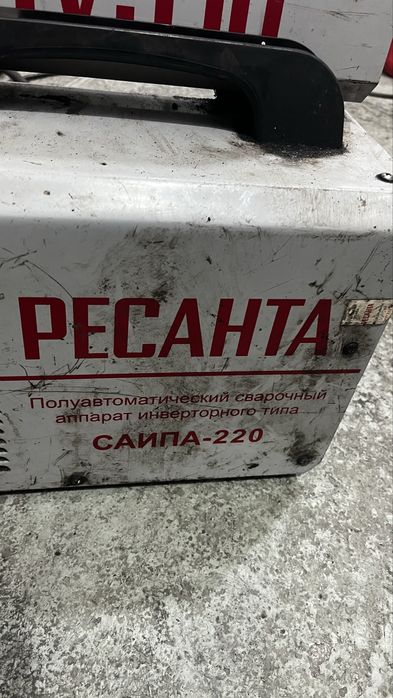 РЕСАНТА
Полуавтоматический сварочный
аппарат инверторного типа
САИПА-220